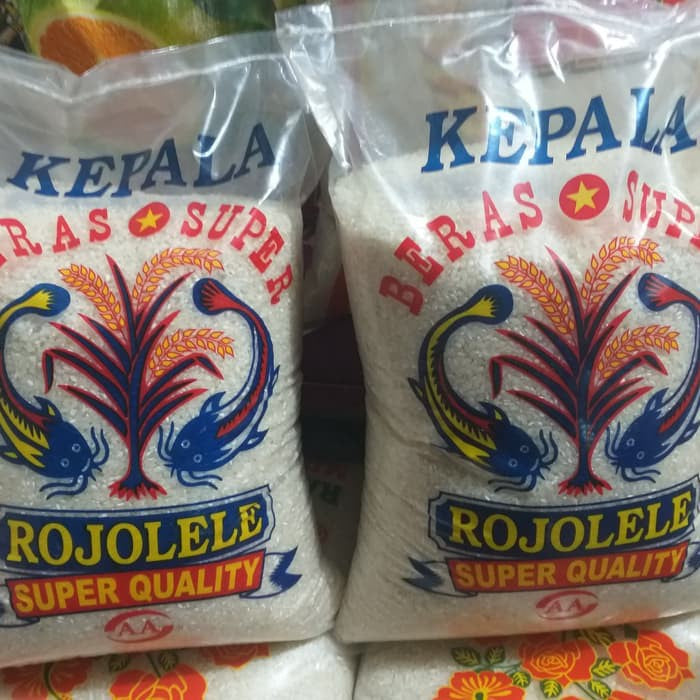 KEPALA
BERAS SUPER
ROJOLELE
SUPER QUALITY
AA
KEPALA
BERAS SUPER
ROJOLELE
SUPER QUALITY
AA